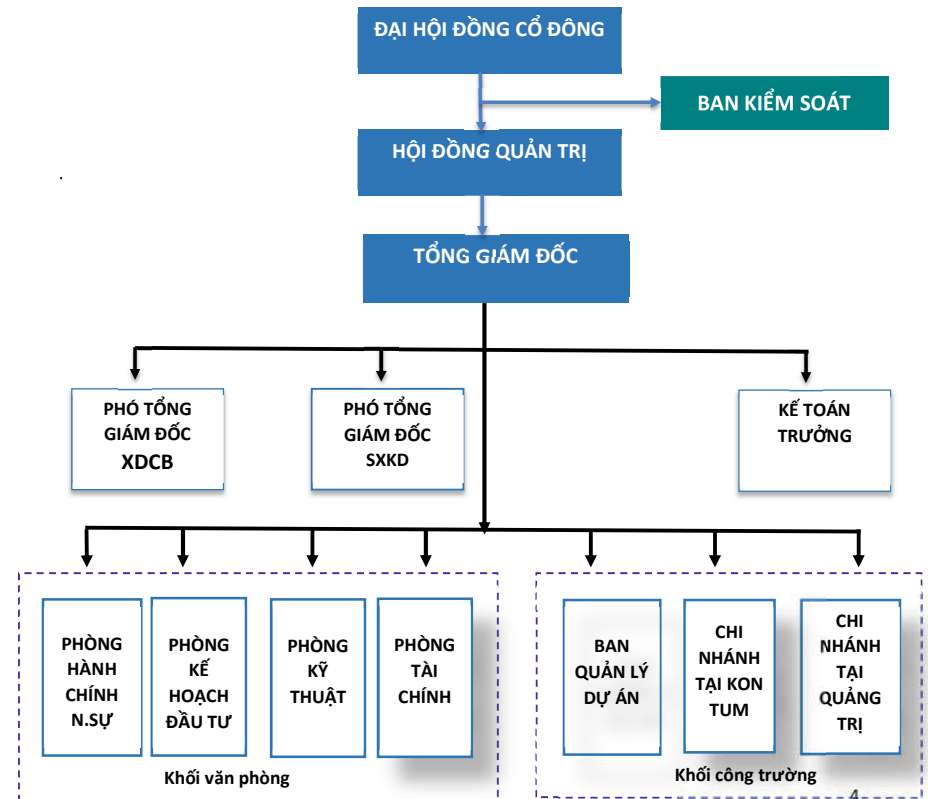 ĐẠI HỘI ĐỒNG CỔ ĐÔNG
BAN KIỂM SOÁT
HỘI ĐỒNG QUẢN TRỊ
.
TỔNG GIÁM ĐỐC
PHÓ TỔNG
GIÁM ĐỐC
XDCB
PHÓ TỔNG
GIÁM ĐỐC
SXKD
KẾ TOÁN
TRƯỞNG
PHÒNG
HÀNH
CHÍNH
N.SỰ
PHÒNG
KẾ
HOẠCH
ĐẦU TƯ
PHÒNG
KỸ
THUẬT
PHÒNG
TÀI
CHÍNH
BAN
QUẢN LÝ
DỰ ÁN
CHI
NHÁNH
TẠI KON
TUM
CHI
NHÁNH
TẠI
QUẢNG
TRỊ
Khối văn phòng
Khối công trường
4